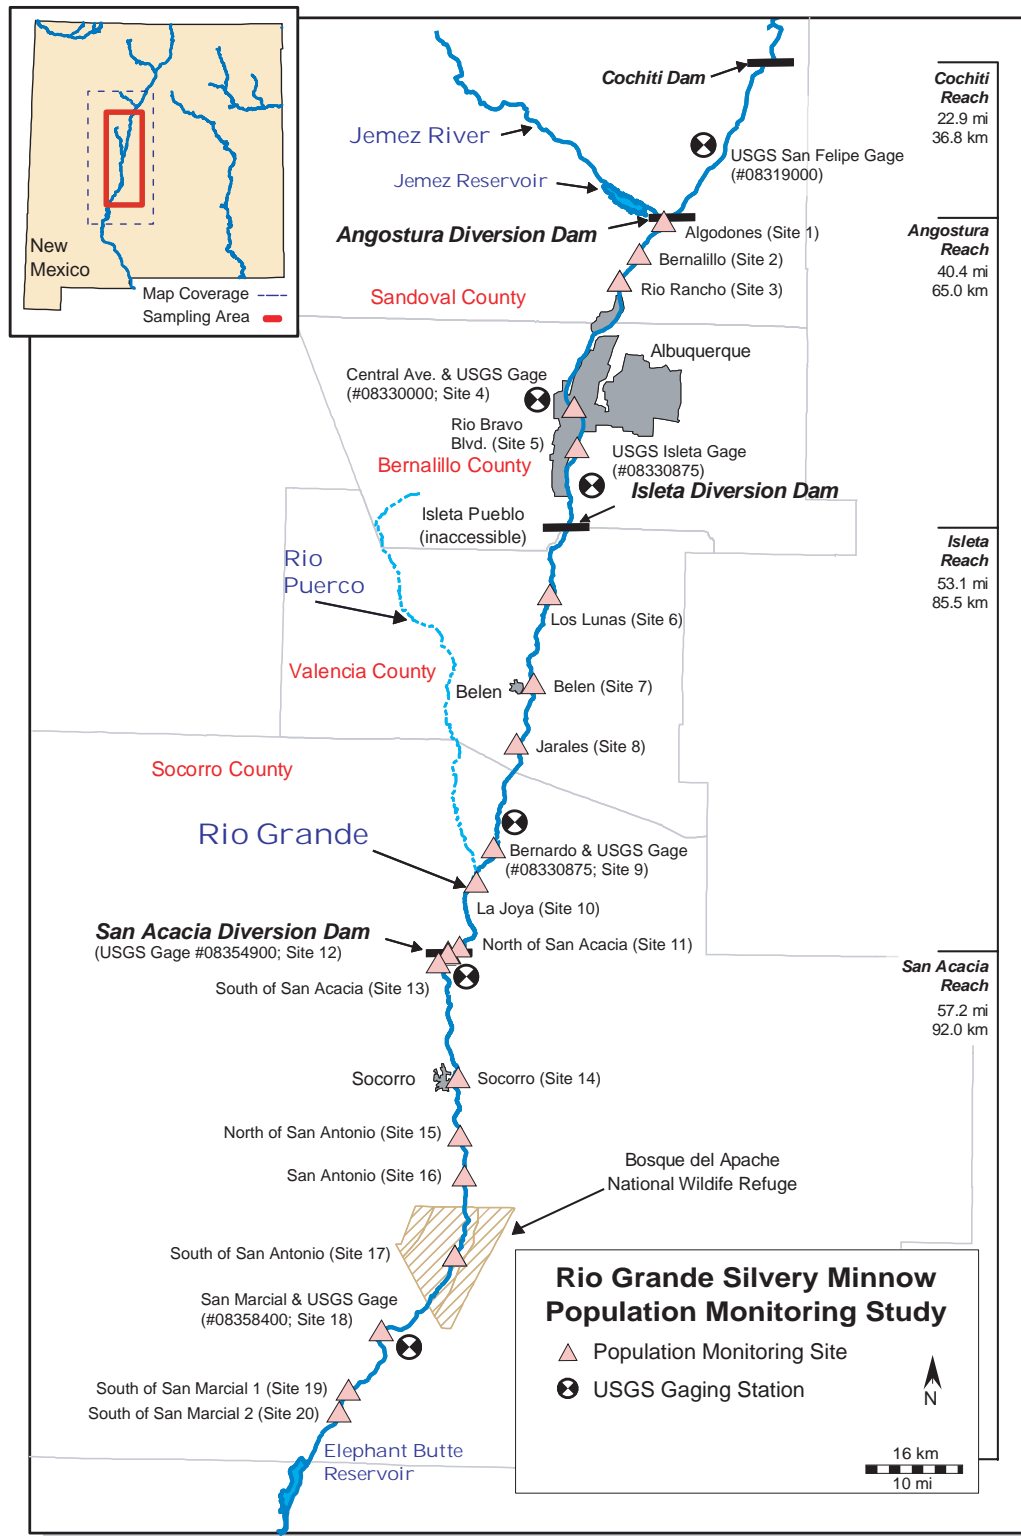 New
Mexico
Map Coverage
Sampling Area
Cochiti Dam
Cochiti
Reach
22.9 mi
36.8 km
Jemez River
USGS San Felipe Gage
(#08319000)
Jemez Reservoir
Angostura Diversion Dam
Algodones (Site 1)
Angostura
Reach
40.4 mi
65.0 km
Bernalillo (Site 2)
Rio Rancho (Site 3)
Sandoval County
Albuquerque
Central Ave. & USGS Gage
(#08330000; Site 4)
Rio Bravo
Blvd. (Site 5)
USGS Isleta Gage
(#08330875)
Bernalillo County
Isleta Diversion Dam
Isleta Pueblo
(inaccessible)
Isleta
Reach
53.1 mi
85.5 km
Rio
Puerco
Los Lunas (Site 6)
Valencia County
Belen
Belen (Site 7)
Jarales (Site 8)
Socorro County
Rio Grande
Bernardo & USGS Gage
(#08330875; Site 9)
La Joya (Site 10)
San Acacia Diversion Dam
(USGS Gage #08354900; Site 12)
North of San Acacia (Site 11)
San Acacia
Reach
57.2 mi
92.0 km
South of San Acacia (Site 13)
Socorro
Socorro (Site 14)
North of San Antonio (Site 15)
San Antonio (Site 16)
Bosque del Apache
National Wildife Refuge
South of San Antonio (Site 17)
San Marcial & USGS Gage
(#08358400; Site 18)
South of San Marcial 1 (Site 19)
South of San Marcial 2 (Site 20)
Elephant Butte
Reservoir
Rio Grande Silvery Minnow
Population Monitoring Study
Population Monitoring Site
USGS Gaging Station
N
16 km
10 mi